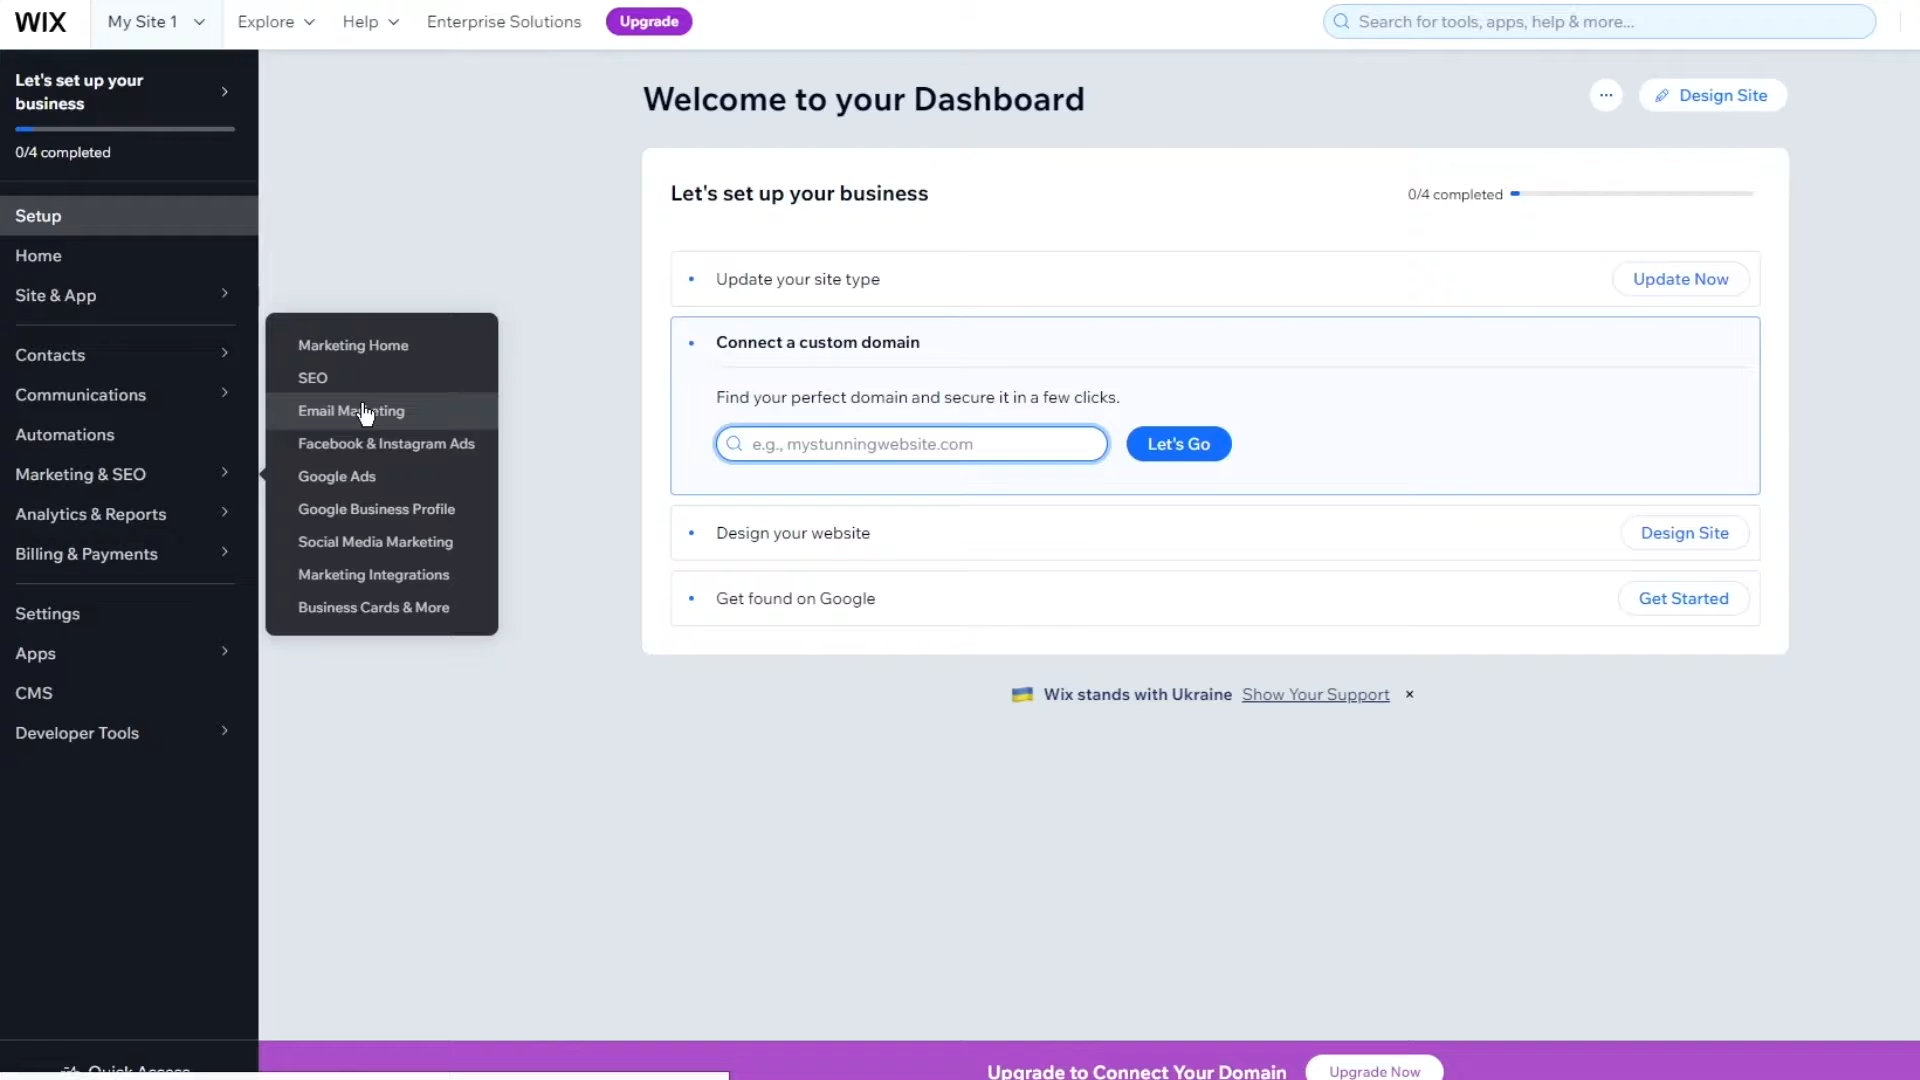 WIX
My Site 1
Explore
Help
Enterprise Solutions
Upgrade
Search for tools, apps, help & more...
Let's set up your
business
0/4 completed
Setup
Home
Site & App
Contacts
Communications
Automations
Marketing & SEO
Analytics & Reports
Billing & Payments
Settings
Apps
CMS
Developer Tools
Quick Access
Marketing Home
SEO
Email Marketing
Facebook & Instagram Ads
Google Ads
Google Business Profile
Social Media Marketing
Marketing Integrations
Business Cards & More
Welcome to your Dashboard
Design Site
Let's set up your business
0/4 completed
Update your site type
Update Now
Connect a custom domain
Find your perfect domain and secure it in a few clicks.
e.g., mystunningwebsite.com
Let's Go
Design your website
Design Site
Get found on Google
Get Started
Wix stands with Ukraine Show Your Support
Upgrade to Connect Your Domain
Upgrade Now